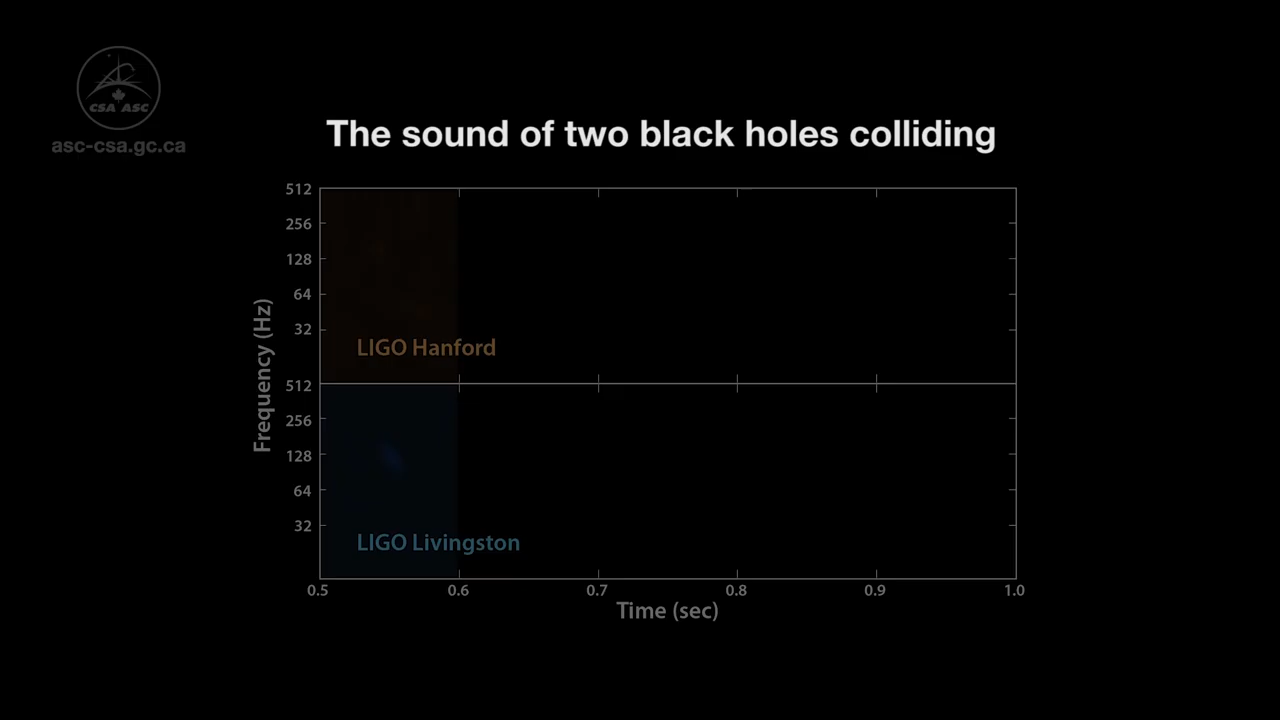 CSA ASC
asc-csa.gc.ca
The sound of two black holes colliding
Frequency (Hz)
512
256
128
64
32
LIGO Hanford
512
256
128
64
32
LIGO Livingston
0.5 0.6 0.7 0.8 0.9 1.0
Time (sec)